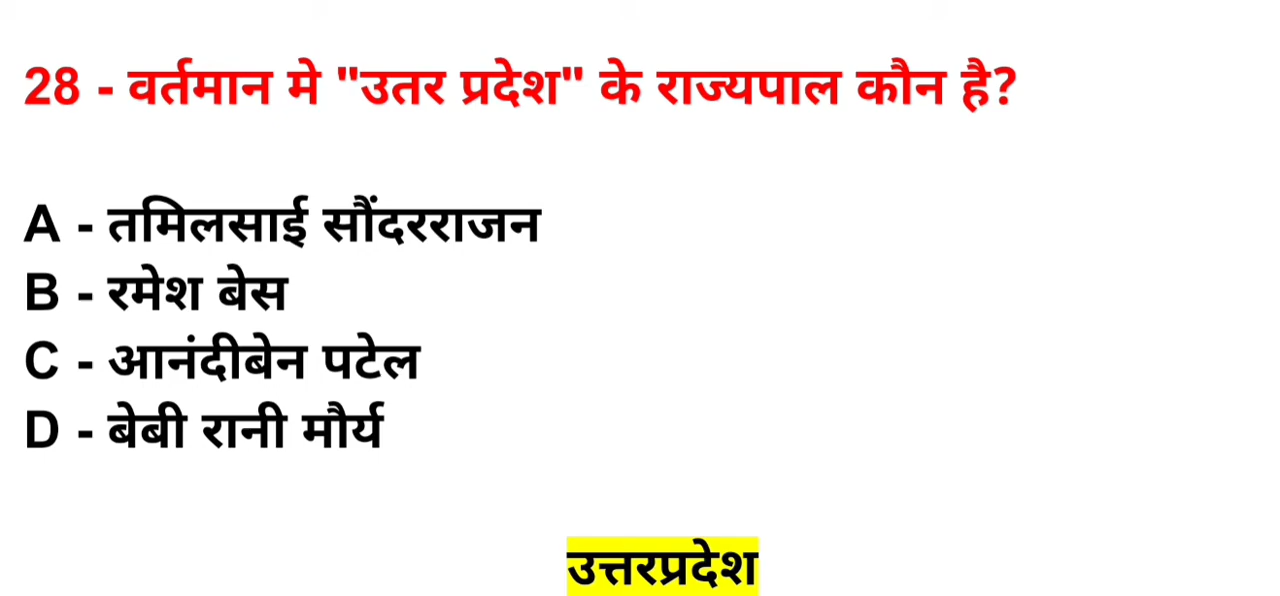 28 - वर्तमान मे "उतर प्रदेश" के राज्यपाल कौन है?
A - तमिलसाई सौंदरराजन
B - रमेश बेस
C - आनंदीबेन पटेल
D - बेबी रानी मौर्य
उत्तरप्रदेश